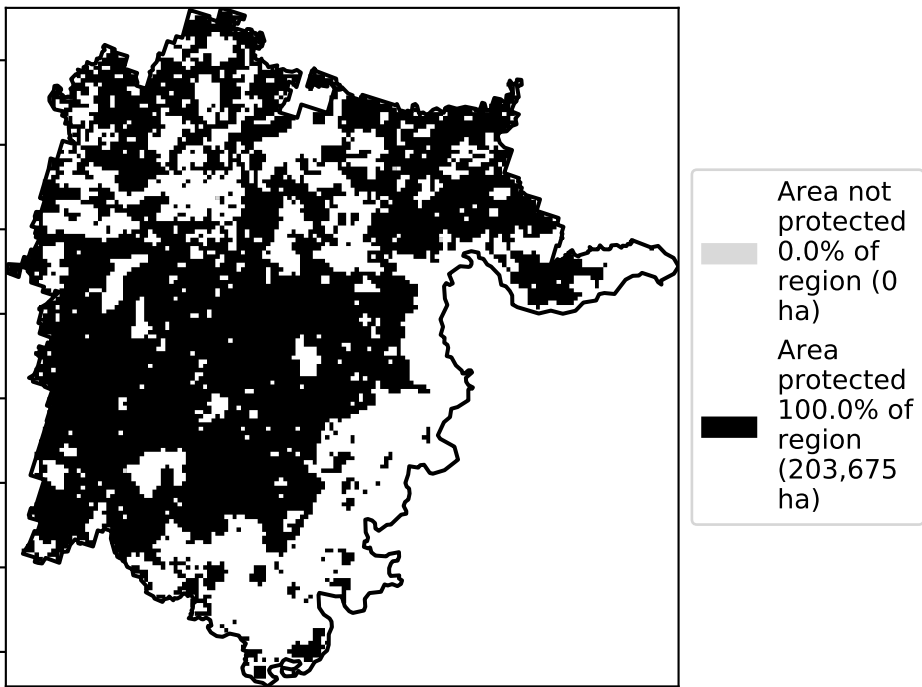 Area not
protected
0.0% of
region (0
ha)
Area
protected
100.0% of
region
(203,675
ha)